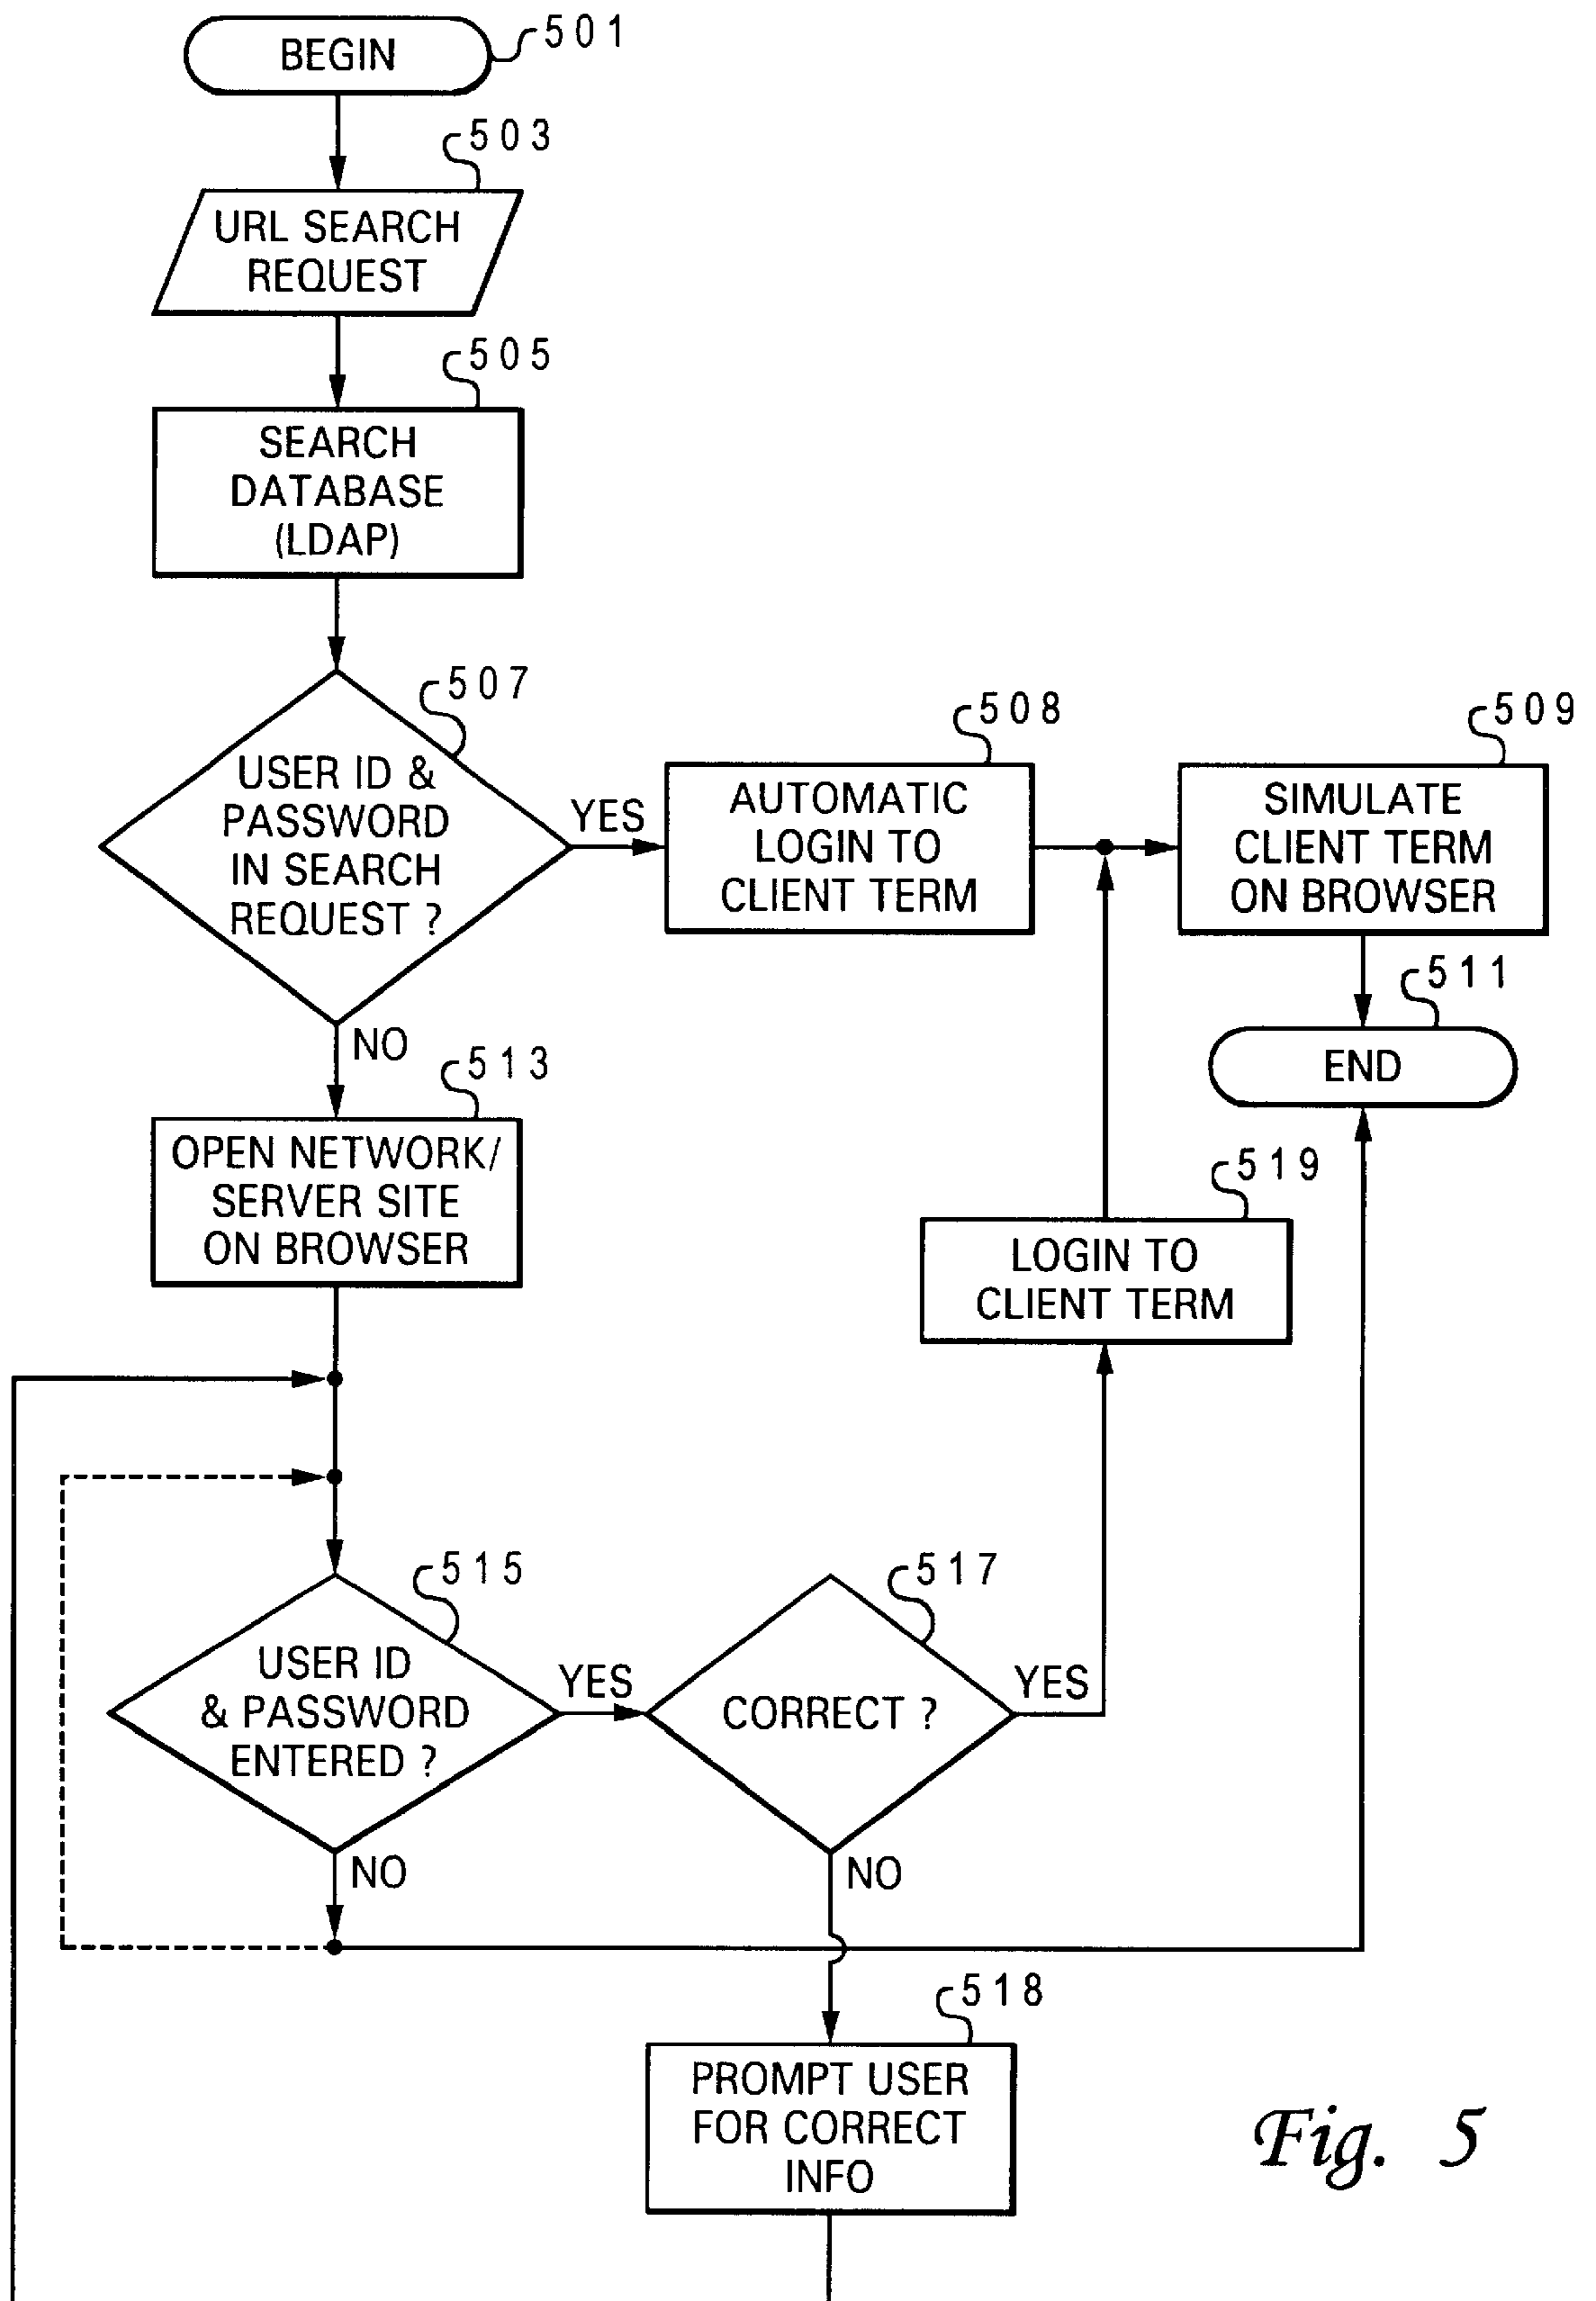 BEGIN
501
503
URL SEARCH
REQUEST
505
SEARCH
DATABASE
(LDAP)
507
USER ID &
PASSWORD
IN SEARCH
REQUEST ?
YES
NO
508
AUTOMATIC
LOGIN TO
CLIENT TERM
509
SIMULATE
CLIENT TERM
ON BROWSER
511
END
513
OPEN NETWORK/
SERVER SITE
ON BROWSER
519
LOGIN TO
CLIENT TERM
515
USER ID
& PASSWORD
ENTERED ?
YES
NO
517
CORRECT ?
YES
NO
518
PROMPT USER
FOR CORRECT
INFO
Fig. 5